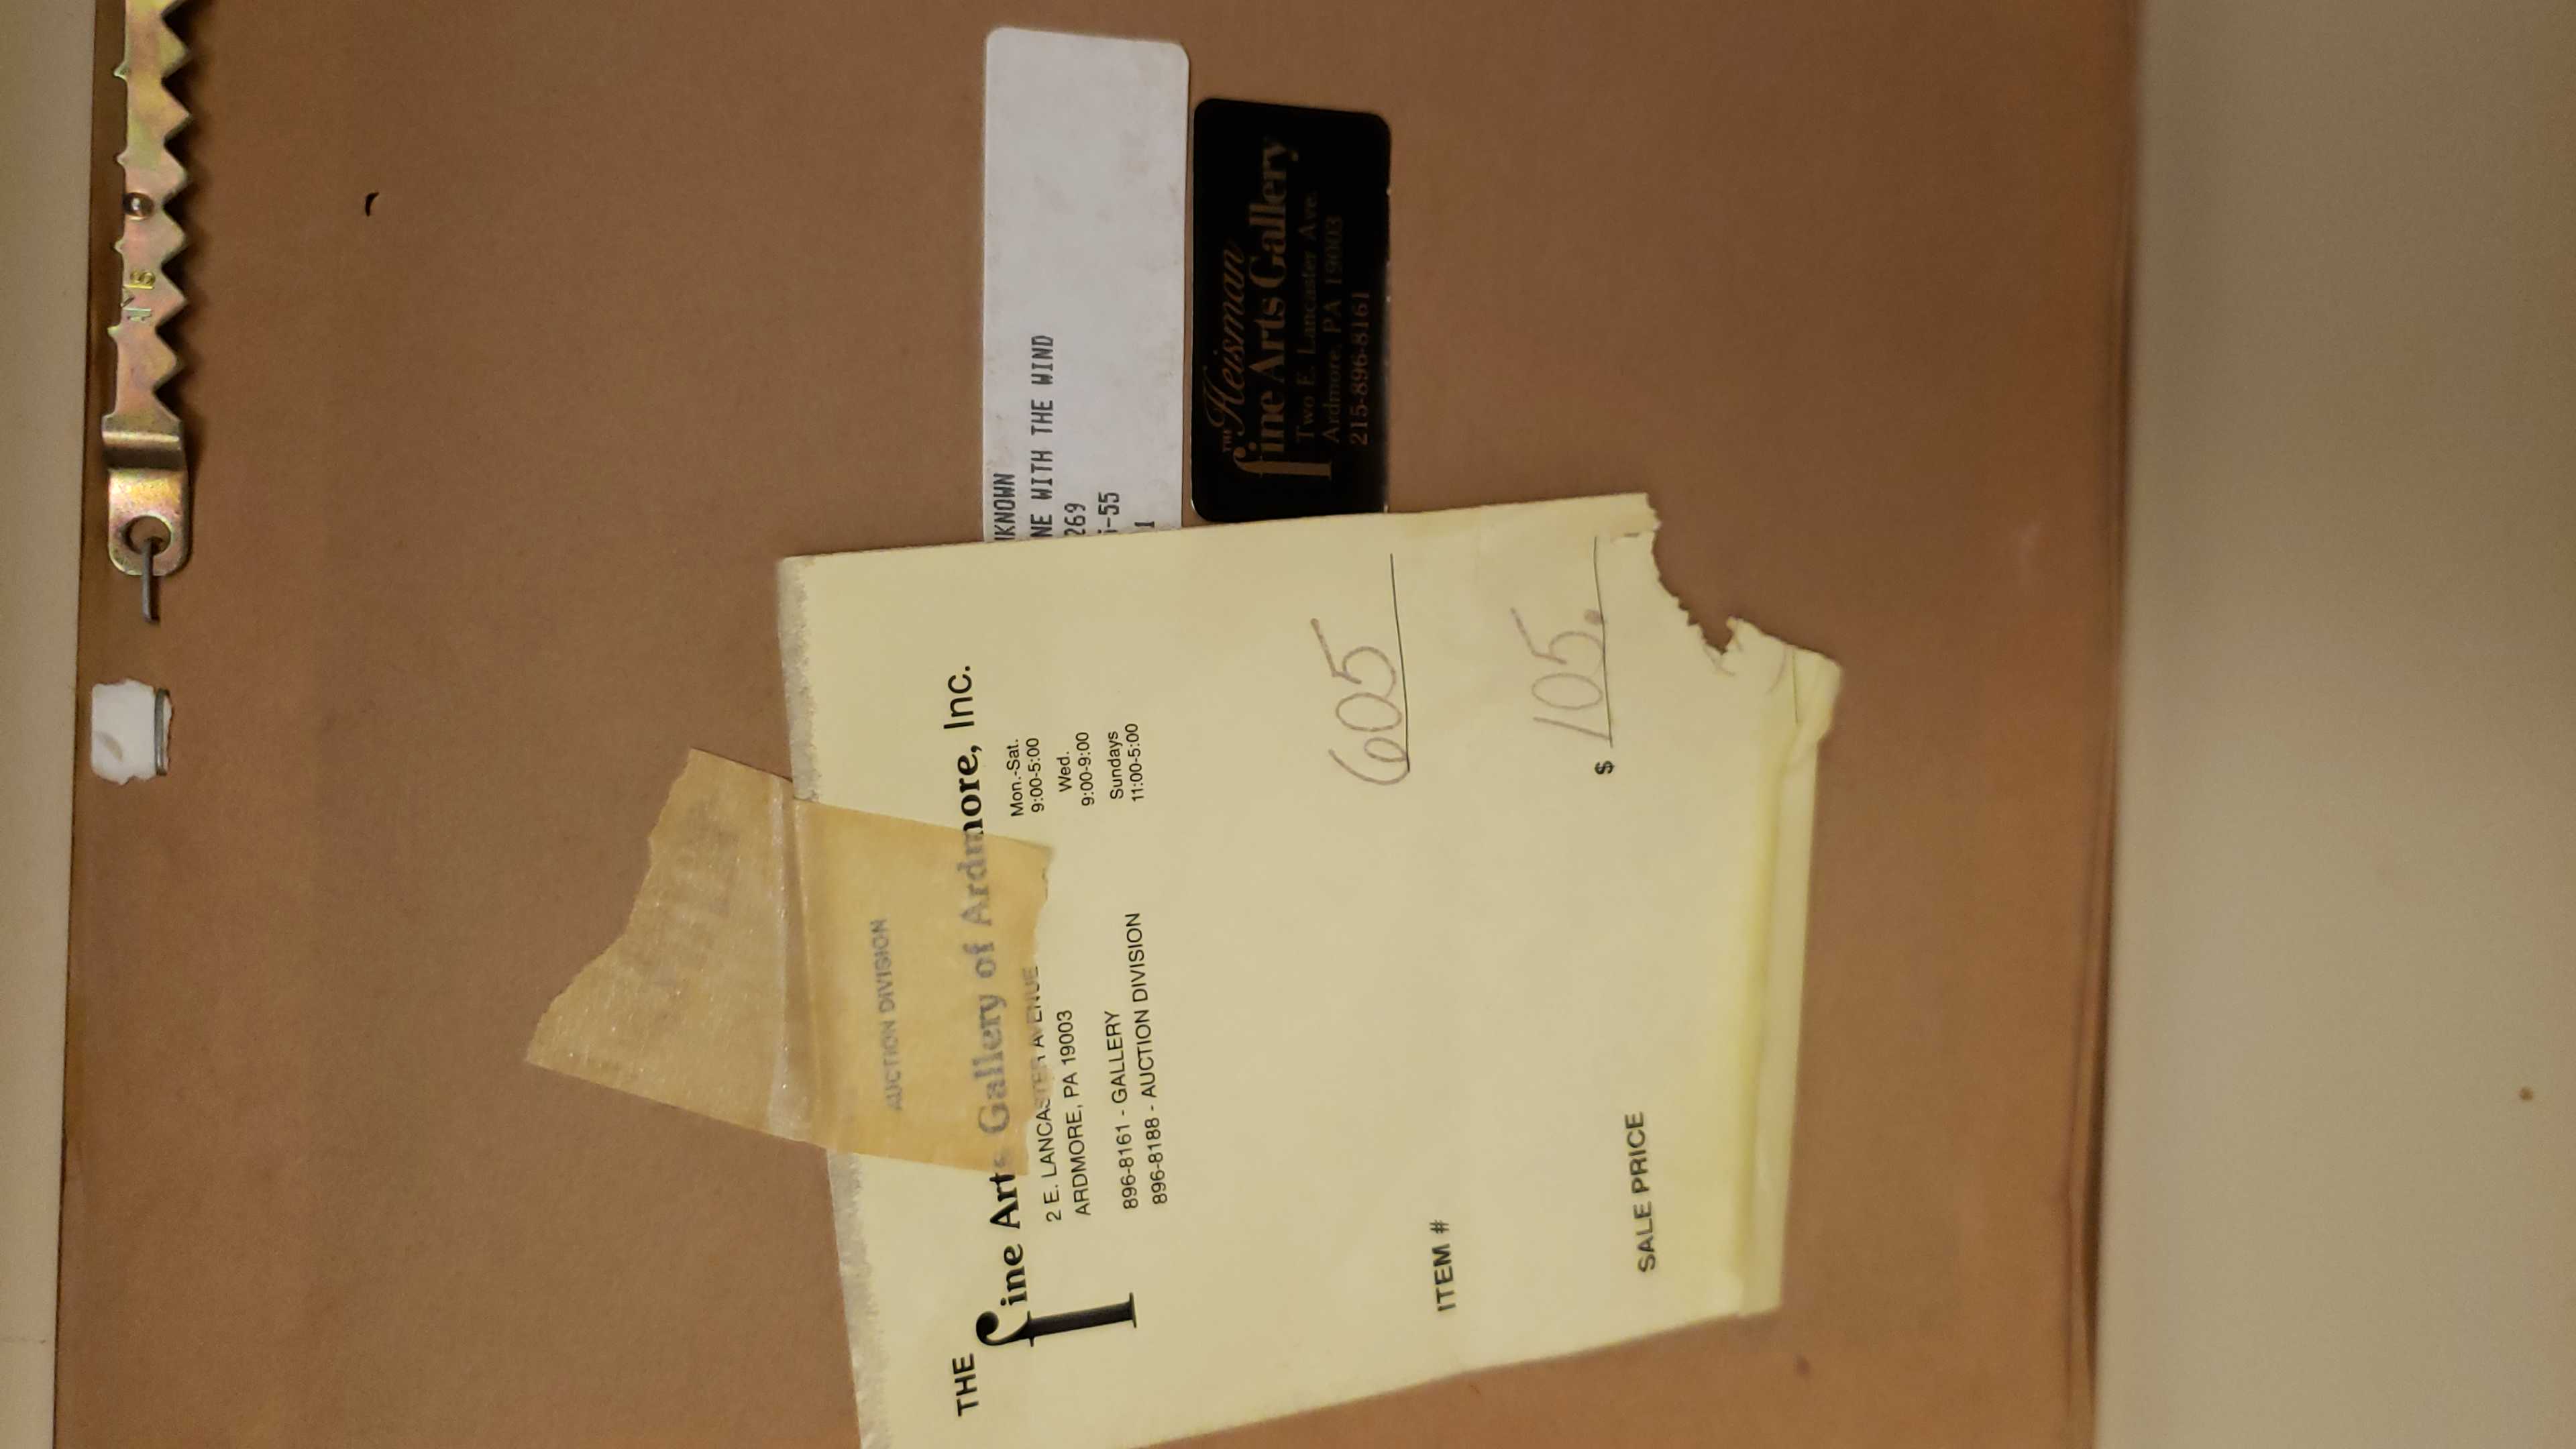 THE
fine Arts Gallery of Ardmore, Inc.
AUCTION DIVISION
2 E. LANCASTER AVENUE
ARDMORE, PA 19003
896-8161 - GALLERY
896-8188 - AUCTION DIVISION
Mon.-Sat.
9:00-5:00
Wed.
9:00-9:00
Sundays
11:00-5:00
ITEM # 605
SALE PRICE $ 105.
NKNOWN
NE WITH THE WIND
269
-55
1
THE Heisman
fine Arts Gallery
Two E. Lancaster Ave
Ardmore, PA 19003
215-896-8161